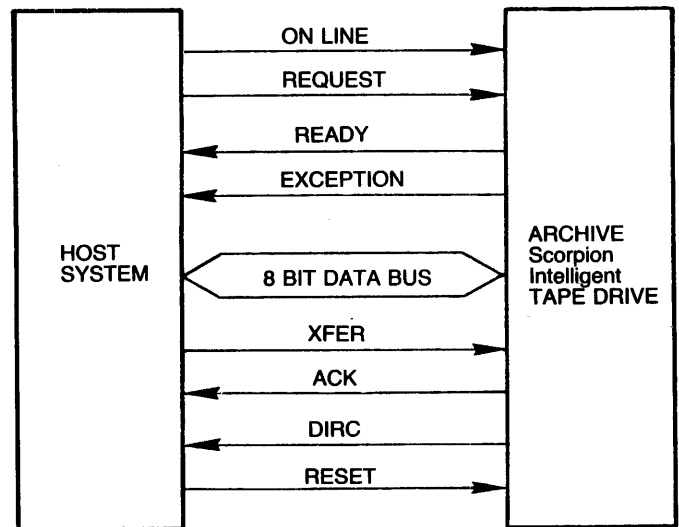 ON LINE
REQUEST
READY
EXCEPTION
HOST
SYSTEM
8 BIT DATA BUS
ARCHIVE
Scorpion
Intelligent
TAPE DRIVE
XFER
ACK
DIRC
RESET